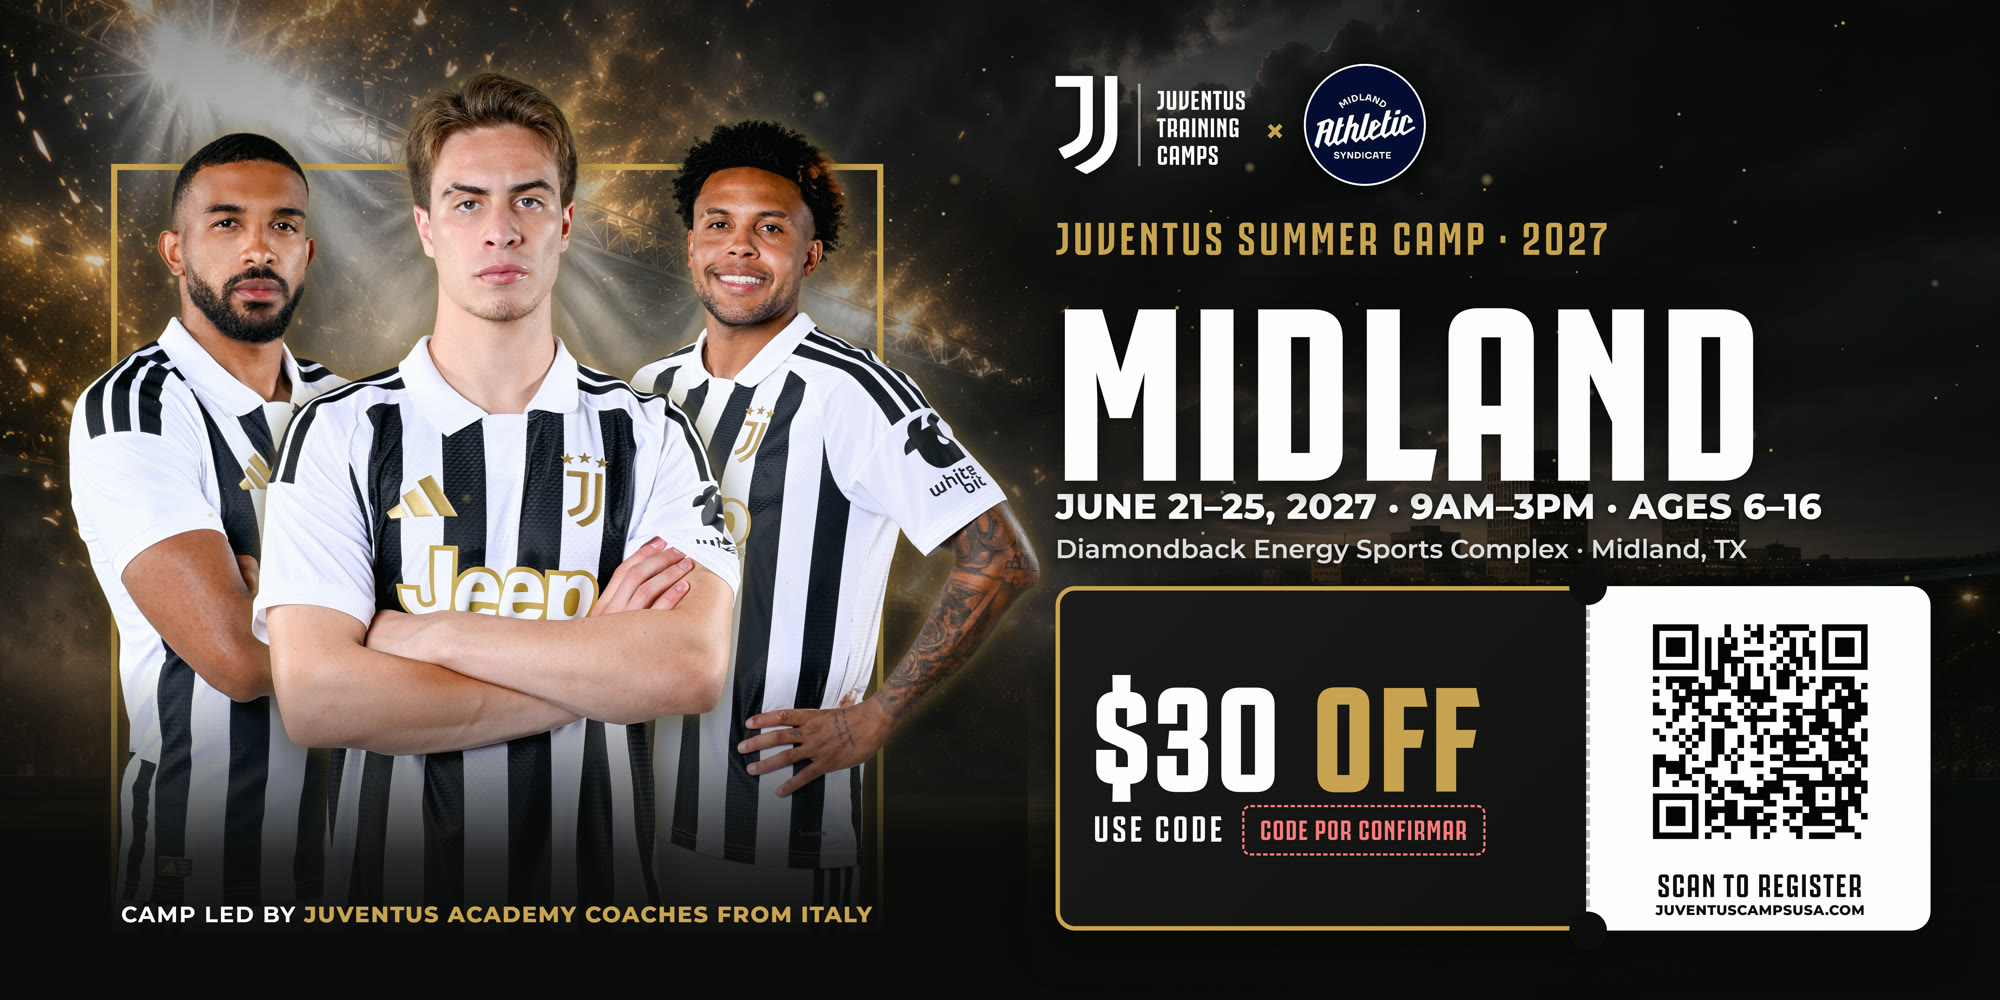 JUVENTUS
TRAINING
CAMPS
×
MIDLAND
Athletic
SYNDICATE
JUVENTUS SUMMER CAMP · 2027
MIDLAND
JUNE 21–25, 2027 • 9AM–3PM • AGES 6–16
Diamondback Energy Sports Complex · Midland, TX
$30 OFF
USE CODE CODE POR CONFIRMAR
SCAN TO REGISTER
JUVENTUSCAMPSUSA.COM
Jeep
white
bit
CAMP LED BY JUVENTUS ACADEMY COACHES FROM ITALY